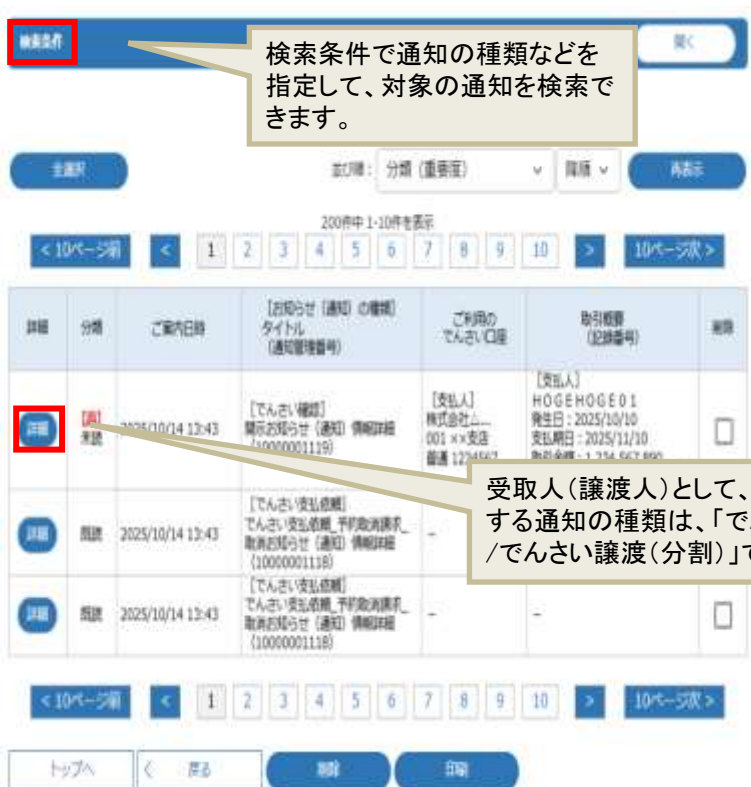 検索条件
開く
検索条件で通知の種類などを
指定して、対象の通知を検索で
きます。
全選択
並び順： 分類（重要度） 降順 再表示
200件中 1-10件を表示
< 10ページ前 < 1 2 3 4 5 6 7 8 9 10 > 10ページ次 >
詳細 分類 ご案内日時 [お知らせ（通知）の種類] タイトル （通知管理番号） ご利用の でんさい口座 取引概要 （記録番号） 削除
詳細 [高] 未読 2025/10/14 13:43
[でんさい確認]
開示お知らせ（通知）情報詳細
（10000001119）
[支払人]
株式会社△...
001 ××支店
普通 1234567
[支払人]
HOGEHOGE01
発生日：2025/10/10
支払期日：2025/11/10
受取人（譲渡人）として、
する通知の種類は、「で
/でんさい譲渡（分割）」で
詳細 既読 2025/10/14 13:43
[でんさい支払依頼]
でんさい支払依頼_予約取消請求_
取消お知らせ（通知）情報詳細
（10000001118）
-
詳細 既読 2025/10/14 13:43
[でんさい支払依頼]
でんさい支払依頼_予約取消請求_
取消お知らせ（通知）情報詳細
（10000001118）
- -
< 10ページ前 < 1 2 3 4 5 6 7 8 9 10 > 10ページ次 >
トップへ < 戻る 削除 印刷